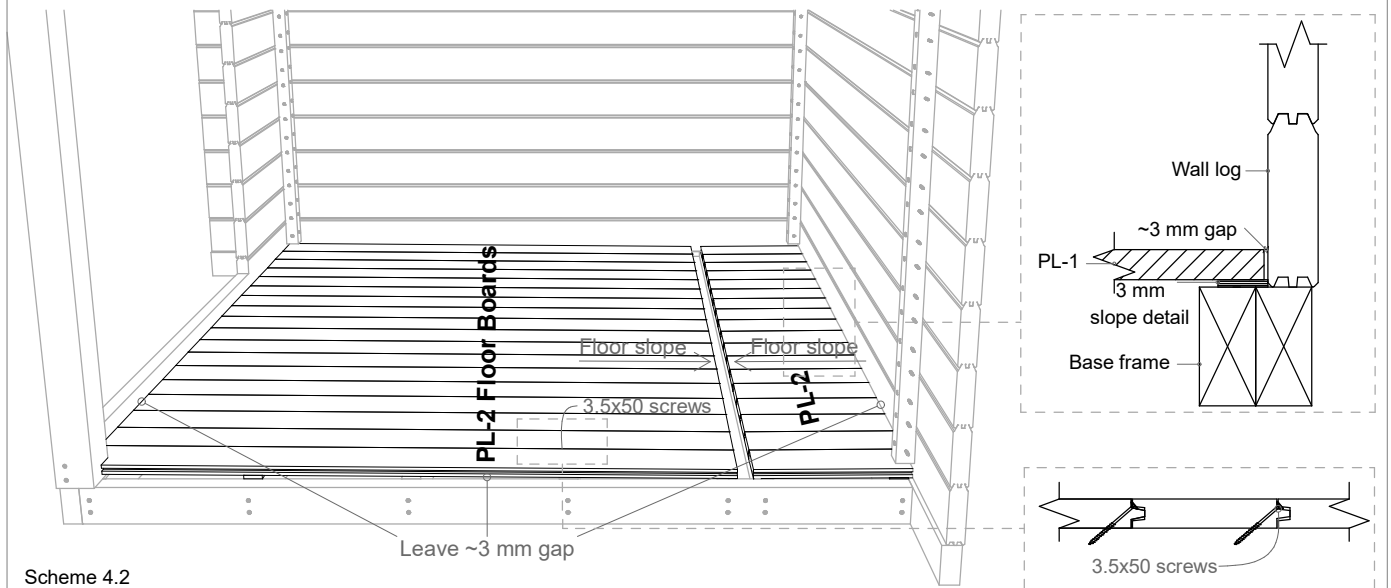 PL-2 Floor Boards
Floor slope
Floor slope
PL-2
3.5x50 screws
Leave ~3 mm gap
Scheme 4.2
Wall log
~3 mm gap
PL-1
3 mm
slope detail
Base frame
3.5x50 screws